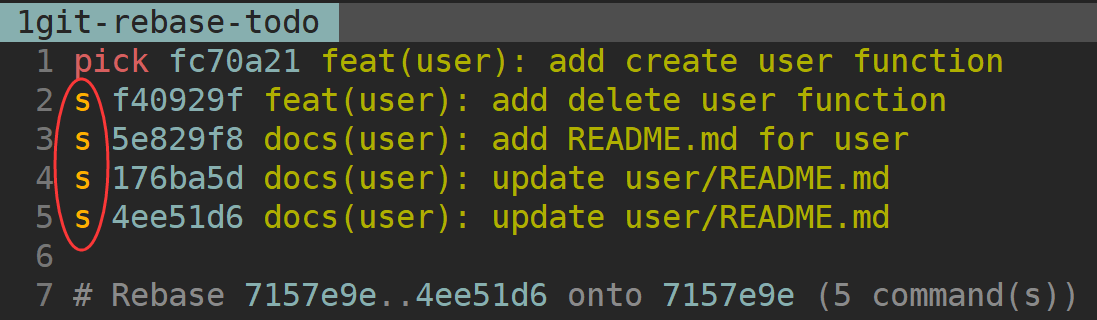 1git-rebase-todo
1 pick fc70a21 feat(user): add create user function
2 s f40929f feat(user): add delete user function
3 s 5e829f8 docs(user): add README.md for user
4 s 176ba5d docs(user): update user/README.md
5 s 4ee51d6 docs(user): update user/README.md
6
7 # Rebase 7157e9e..4ee51d6 onto 7157e9e (5 command(s))